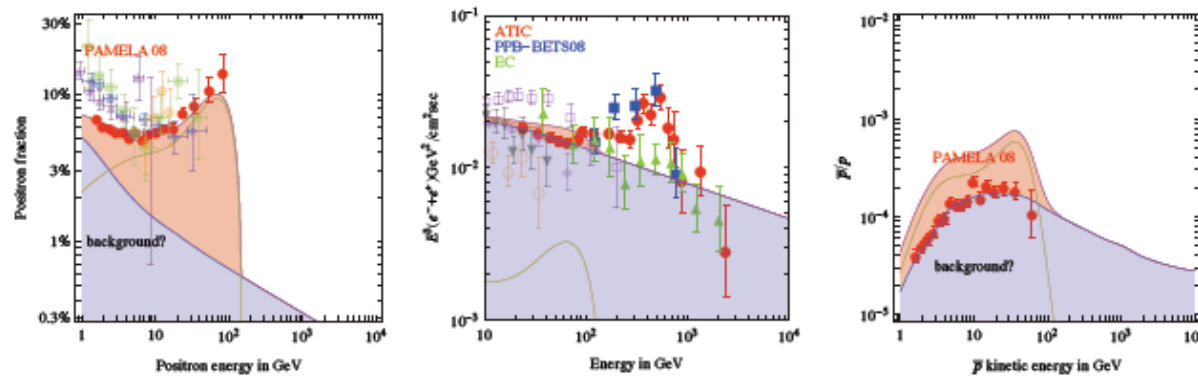 30%
10%
3%
1%
0.3%
Positron fraction
PAMELA 08
background?
1
10
10²
10³
10⁴
Positron energy in GeV
10⁻¹
10⁻²
10⁻³
E³(e⁻+e⁺)GeV²/cm²sec
ATIC
PPB-BETS08
EC
10
10²
10³
10⁴
Energy in GeV
10⁻²
10⁻³
10⁻⁴
10⁻⁵
p̅/p
PAMELA 08
background?
1
10
10²
10³
10⁴
p̅ kinetic energy in GeV